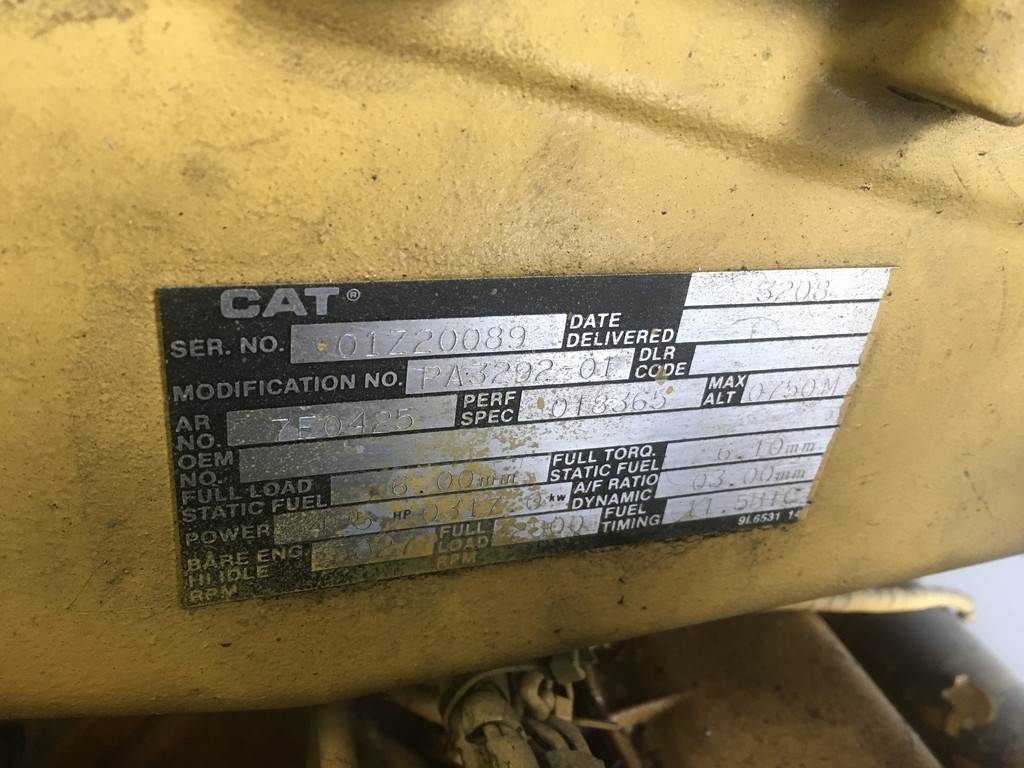 CAT® 3208
SER. NO. 01Z20089 DATE DELIVERED
MODIFICATION NO. PA3202-01 DLR CODE
AR NO. 7E0425 PERF SPEC 0T8365 MAX ALT 0750M
OEM NO.
FULL LOAD STATIC FUEL 6.00mm FULL TORQ. STATIC FUEL 6.10mm
POWER HP kw A/F RATIO DYNAMIC 03.00mm
BARE ENG HI IDLE RPM FULL LOAD RPM FUEL TIMING
9L6531